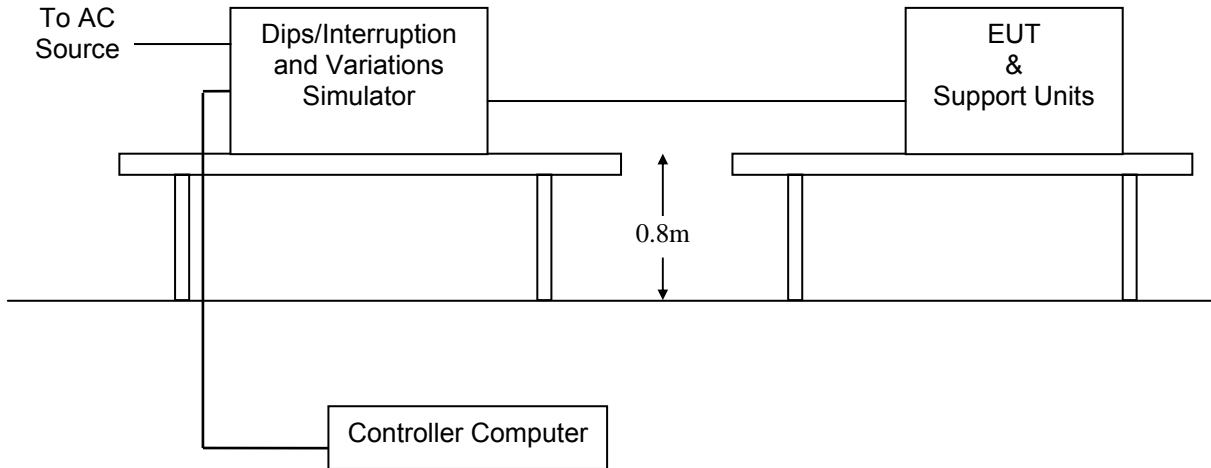 To AC
Source
Dips/Interruption
and Variations
Simulator
EUT
&
Support Units
0.8m
Controller Computer